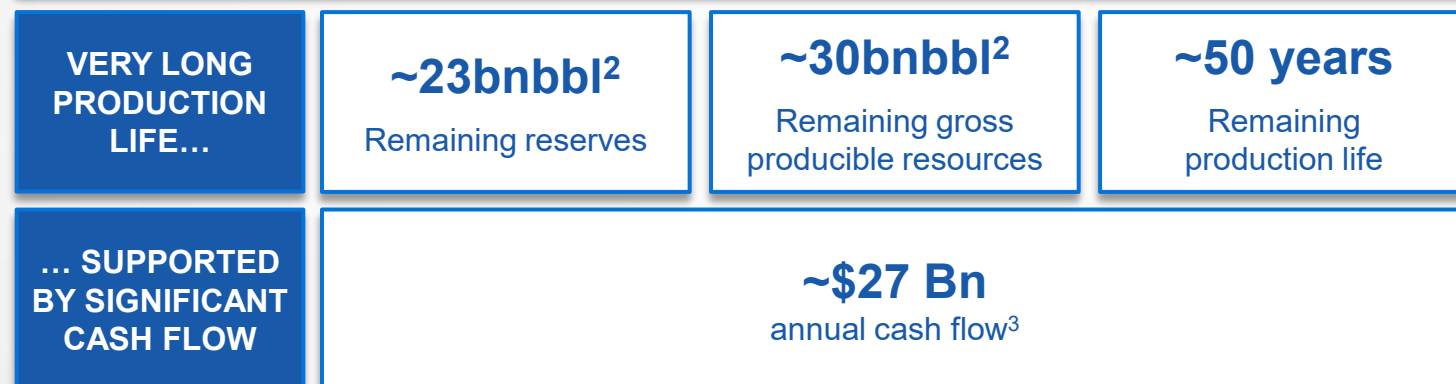 VERY LONG
PRODUCTION
LIFE…
~23bnbbl²
Remaining reserves
~30bnbbl²
Remaining gross
producible resources
~50 years
Remaining
production life
… SUPPORTED
BY SIGNIFICANT
CASH FLOW
~$27 Bn
annual cash flow³